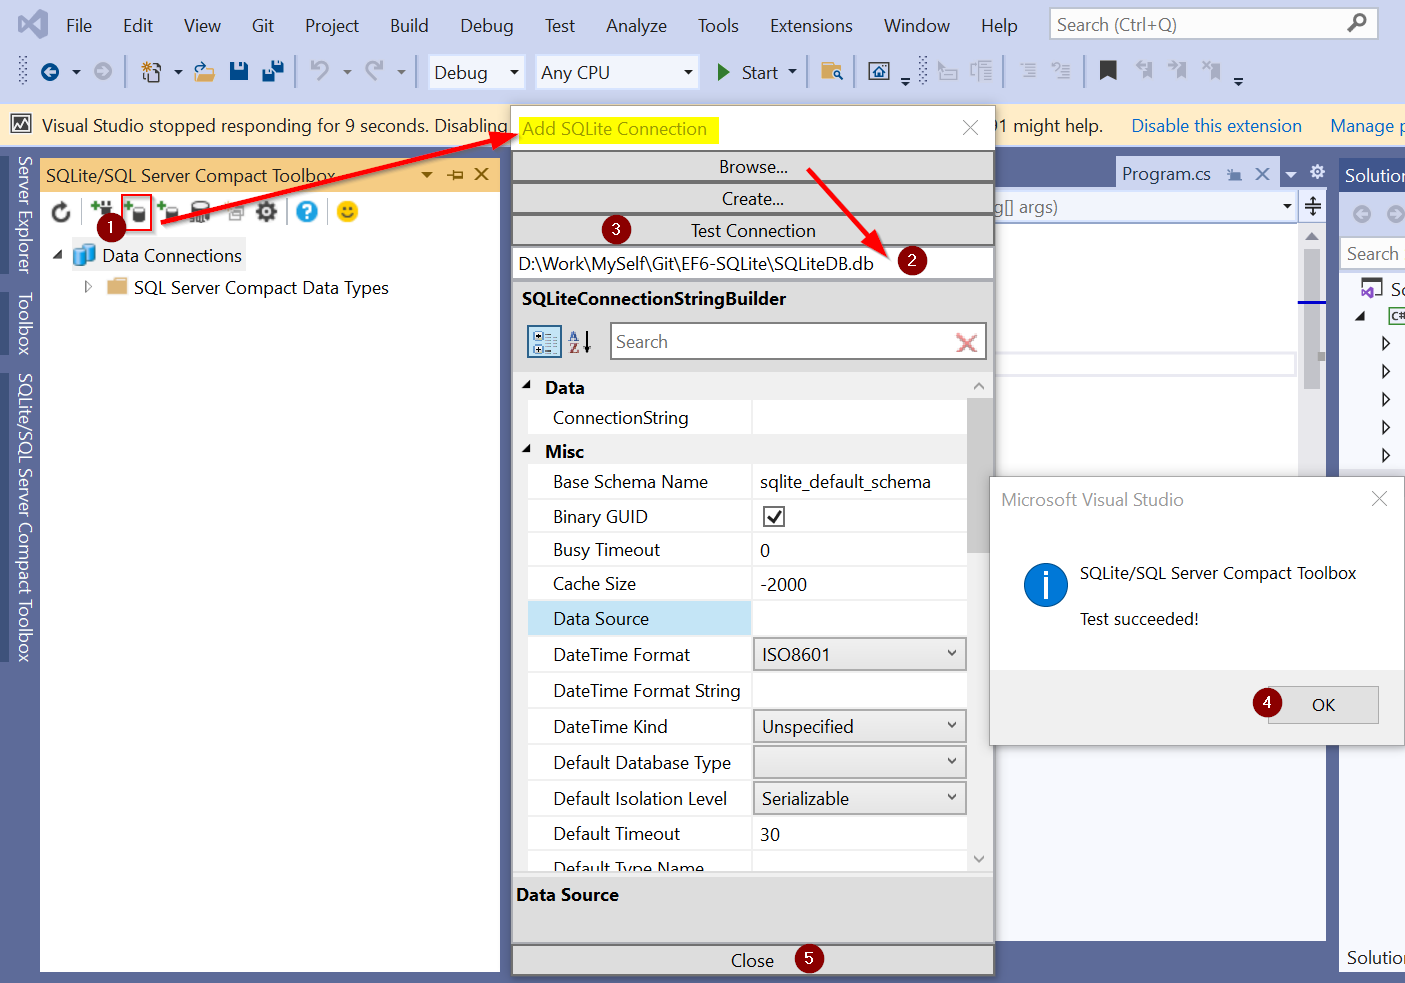 File Edit View Git Project Build Debug Test Analyze Tools Extensions Window Help Search (Ctrl+Q)
Debug Any CPU Start
Visual Studio stopped responding for 9 seconds. Disabling
1 might help. Disable this extension Manage
Server Explorer
Toolbox
SQLite/SQL Server Compact Toolbox
SQLite/SQL Server Compact Toolbox
1
Data Connections
SQL Server Compact Data Types
Add SQLite Connection
Browse...
Create...
3 Test Connection
D:\Work\MySelf\Git\EF6-SQLite\SQLiteDB.db 2
SQLiteConnectionStringBuilder
Search
Data
ConnectionString
Misc
Base Schema Name sqlite_default_schema
Binary GUID
Busy Timeout 0
Cache Size -2000
Data Source
DateTime Format ISO8601
DateTime Format String
DateTime Kind Unspecified
Default Database Type
Default Isolation Level Serializable
Default Timeout 30
Default Type Name
Data Source
Close 5
Program.cs
g[] args)
Solutio
Search
So
C#
Microsoft Visual Studio
SQLite/SQL Server Compact Toolbox
Test succeeded!
4 OK
Solutio